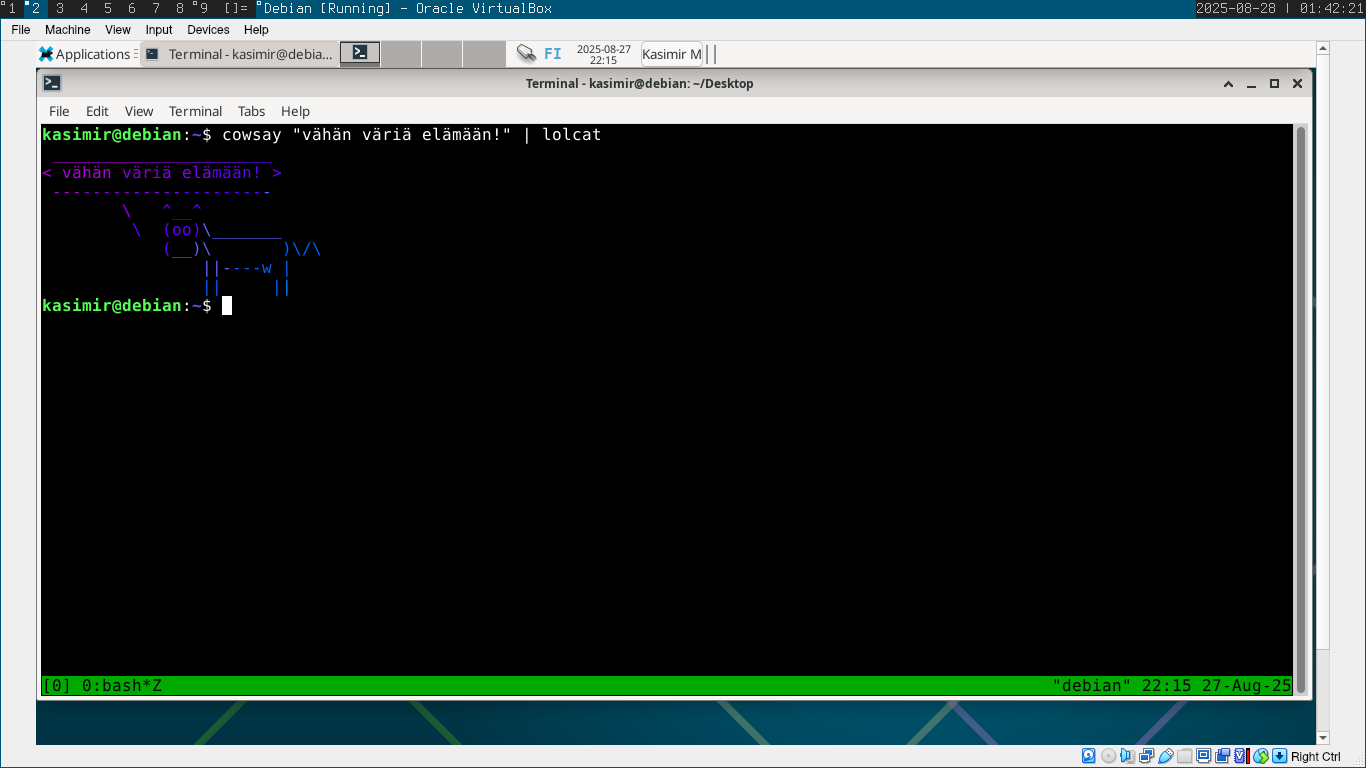 1 2 3 4 5 6 7 8 9 []= Debian [Running] - Oracle VirtualBox 2025-08-28 | 01:42:21
File Machine View Input Devices Help
Applications Terminal - kasimir@debia... FI 2025-08-27 22:15 Kasimir M
Terminal - kasimir@debian: ~/Desktop
File Edit View Terminal Tabs Help
kasimir@debian:~$ cowsay "vähän väriä elämään!" | lolcat
 ______________________
< vähän väriä elämään! >
 ----------------------
        \   ^__^
         \  (oo)\_______
            (__)\       )\/\
                ||----w |
                ||     ||
kasimir@debian:~$
[0] 0:bash*Z "debian" 22:15 27-Aug-25
Right Ctrl